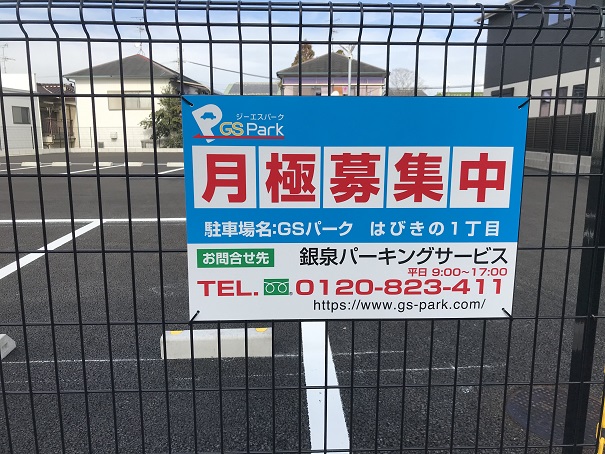 ジーエスパーク
GS Park
月極募集中
駐車場名:GSパーク はびきの1丁目
お問合せ先 銀泉パーキングサービス
平日 9:00~17:00
TEL. 0120-823-411
https://www.gs-park.com/